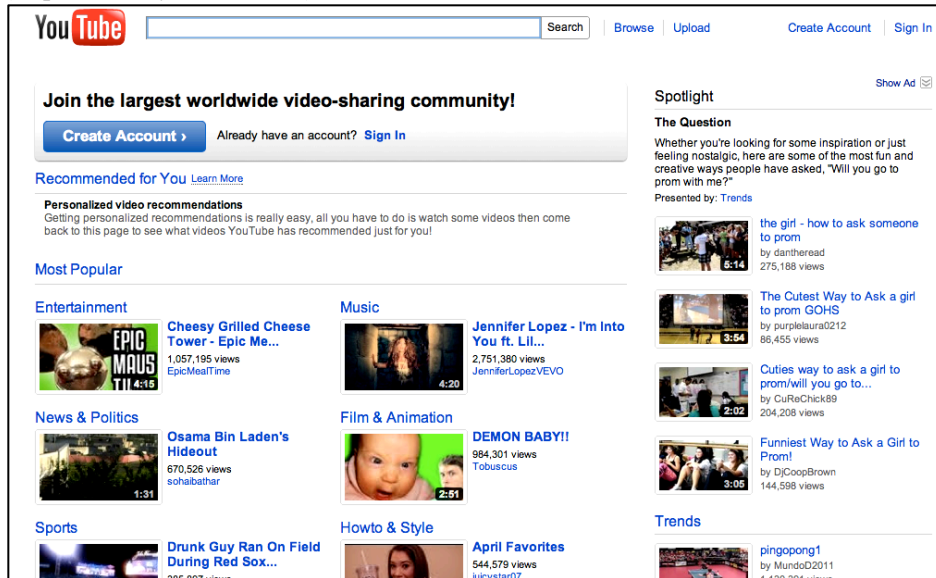 You Tube
Search
Browse
Upload
Create Account
Sign In
Join the largest worldwide video-sharing community!
Create Account ›
Already have an account? Sign In
Recommended for You Learn More
Personalized video recommendations
Getting personalized recommendations is really easy, all you have to do is watch some videos then come
back to this page to see what videos YouTube has recommended just for you!
Most Popular
Entertainment
EPIC
MAUS
4:15
Cheesy Grilled Cheese
Tower - Epic Me...
1,057,195 views
EpicMealTime
Music
4:20
Jennifer Lopez - I'm Into
You ft. Lil...
2,751,380 views
JenniferLopezVEVO
News & Politics
1:31
Osama Bin Laden's
Hideout
670,526 views
sohaibathar
Film & Animation
2:51
DEMON BABY!!
984,301 views
Tobuscus
Sports
Drunk Guy Ran On Field
During Red Sox...
Howto & Style
April Favorites
544,579 views
juicystar07
Show Ad
Spotlight
The Question
Whether you're looking for some inspiration or just
feeling nostalgic, here are some of the most fun and
creative ways people have asked, "Will you go to
prom with me?"
Presented by: Trends
5:14
the girl - how to ask someone
to prom
by dantheread
275,188 views
3:54
The Cutest Way to Ask a girl
to prom GOHS
by purplelaura0212
86,455 views
2:02
Cuties way to ask a girl to
prom/will you go to...
by CuReChick89
204,208 views
3:05
Funniest Way to Ask a Girl to
Prom!
by DjCoopBrown
144,598 views
Trends
pingopong1
by MundoD2011